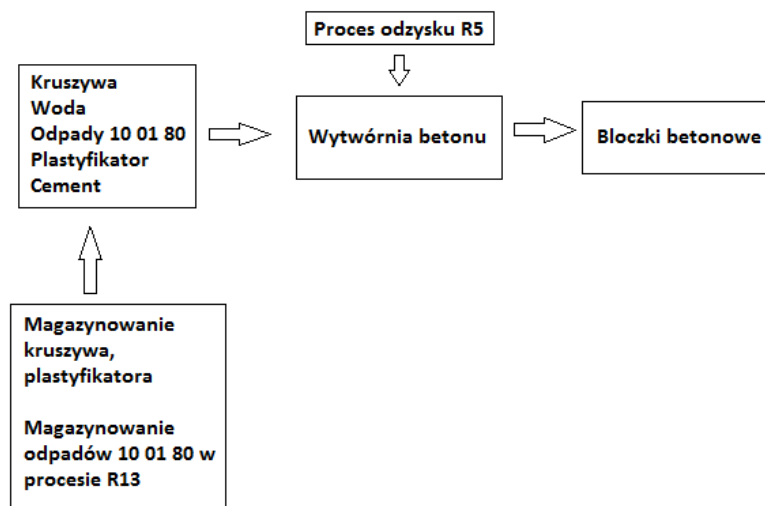 Proces odzysku R5
Kruszywa
Woda
Odpady 10 01 80
Plastyfikator
Cement
Wytwórnia betonu
Bloczki betonowe
Magazynowanie
kruszywa,
plastyfikatora
Magazynowanie
odpadów 10 01 80 w
procesie R13